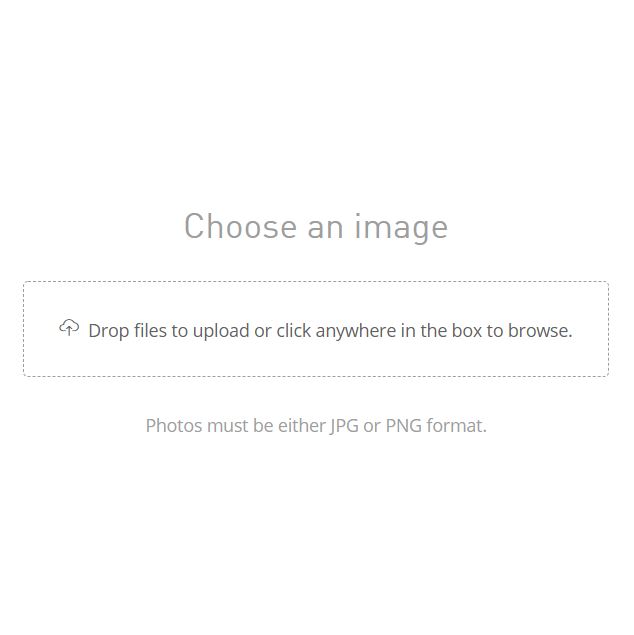 Choose an image
Drop files to upload or click anywhere in the box to browse.
Photos must be either JPG or PNG format.